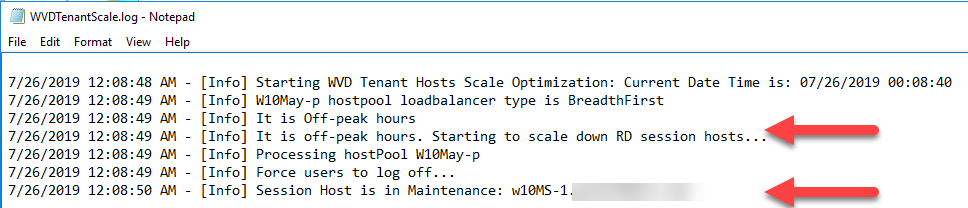 WVDTenantScale.log - Notepad
File Edit Format View Help
7/26/2019 12:08:48 AM - [Info] Starting WVD Tenant Hosts Scale Optimization: Current Date Time is: 07/26/2019 00:08:40
7/26/2019 12:08:49 AM - [Info] W10May-p hostpool loadbalancer type is BreadthFirst
7/26/2019 12:08:49 AM - [Info] It is Off-peak hours
7/26/2019 12:08:49 AM - [Info] It is off-peak hours. Starting to scale down RD session hosts...
7/26/2019 12:08:49 AM - [Info] Processing hostPool W10May-p
7/26/2019 12:08:49 AM - [Info] Force users to log off...
7/26/2019 12:08:50 AM - [Info] Session Host is in Maintenance: w10MS-1.